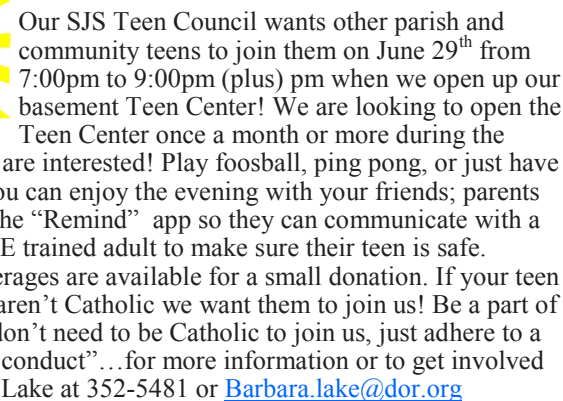 Our SJS Teen Council wants other parish and
community teens to join them on June 29th from
7:00pm to 9:00pm (plus) pm when we open up our
basement Teen Center! We are looking to open the
Teen Center once a month or more during the
are interested! Play foosball, ping pong, or just have
ou can enjoy the evening with your friends; parents
he “Remind” app so they can communicate with a
E trained adult to make sure their teen is safe.
erages are available for a small donation. If your teen
aren’t Catholic we want them to join us! Be a part of
don’t need to be Catholic to join us, just adhere to a
conduct”…for more information or to get involved
Lake at 352-5481 or Barbara.lake@dor.org